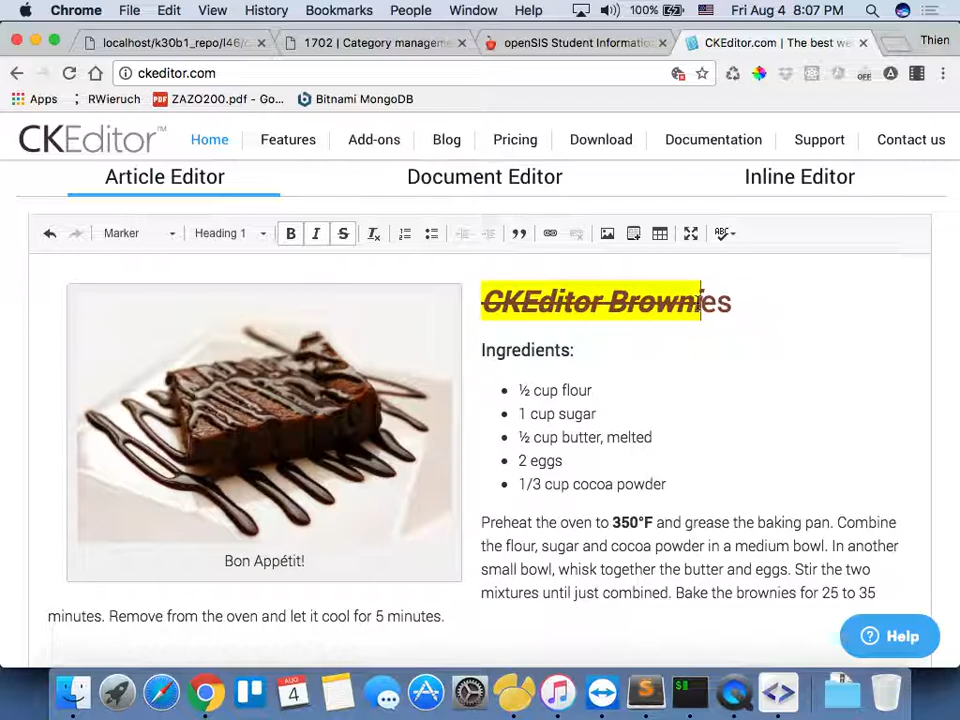 Chrome File Edit View History Bookmarks People Window Help 100% Fri Aug 4 8:07 PM
localhost/k30b1_repo/l46/ 1702 | Category manageme openSIS Student Informatio CKEditor.com | The best we Thien
ckeditor.com
Apps RWieruch ZAZO200.pdf - Go... Bitnami MongoDB
CKEditor™ Home Features Add-ons Blog Pricing Download Documentation Support Contact us
Article Editor Document Editor Inline Editor
Marker Heading 1 B I S Tx ABC
CKEditor Brownies
Ingredients:
½ cup flour
1 cup sugar
½ cup butter, melted
2 eggs
1/3 cup cocoa powder
Preheat the oven to 350°F and grease the baking pan. Combine
the flour, sugar and cocoa powder in a medium bowl. In another
small bowl, whisk together the butter and eggs. Stir the two
mixtures until just combined. Bake the brownies for 25 to 35
Bon Appétit!
minutes. Remove from the oven and let it cool for 5 minutes.
Help
AUG
4